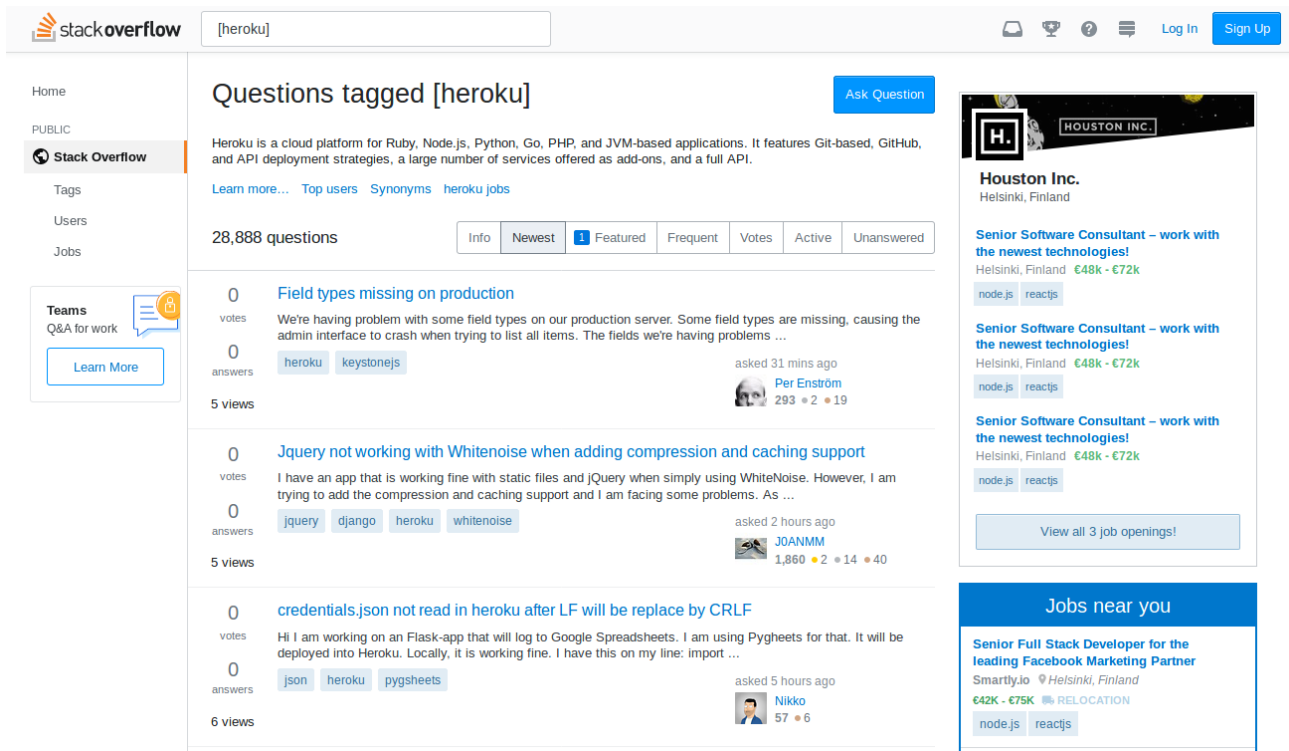 stackoverflow
[heroku]
Log In
Sign Up
Home
PUBLIC
Stack Overflow
Tags
Users
Jobs
Teams
Q&A for work
Learn More
Questions tagged [heroku]
Ask Question
Heroku is a cloud platform for Ruby, Node.js, Python, Go, PHP, and JVM-based applications. It features Git-based, GitHub,
and API deployment strategies, a large number of services offered as add-ons, and a full API.
Learn more… Top users Synonyms heroku jobs
28,888 questions
Info Newest 1 Featured Frequent Votes Active Unanswered
0
votes
0
answers
5 views
Field types missing on production
We're having problem with some field types on our production server. Some field types are missing, causing the
admin interface to crash when trying to list all items. The fields we're having problems ...
heroku keystonejs
asked 31 mins ago
Per Enström
293 2 19
0
votes
0
answers
5 views
Jquery not working with Whitenoise when adding compression and caching support
I have an app that is working fine with static files and jQuery when simply using WhiteNoise. However, I am
trying to add the compression and caching support and I am facing some problems. As ...
jquery django heroku whitenoise
asked 2 hours ago
J0ANMM
1,860 2 14 40
0
votes
0
answers
6 views
credentials.json not read in heroku after LF will be replace by CRLF
Hi I am working on an Flask-app that will log to Google Spreadsheets. I am using Pygheets for that. It will be
deployed into Heroku. Locally, it is working fine. I have this on my line: import ...
json heroku pygsheets
asked 5 hours ago
Nikko
57 6
H.
HOUSTON INC.
Houston Inc.
Helsinki, Finland
Senior Software Consultant – work with
the newest technologies!
Helsinki, Finland €48k - €72k
node.js reactjs
Senior Software Consultant – work with
the newest technologies!
Helsinki, Finland €48k - €72k
node.js reactjs
Senior Software Consultant – work with
the newest technologies!
Helsinki, Finland €48k - €72k
node.js reactjs
View all 3 job openings!
Jobs near you
Senior Full Stack Developer for the
leading Facebook Marketing Partner
Smartly.io Helsinki, Finland
€42K - €75K RELOCATION
node.js reactjs